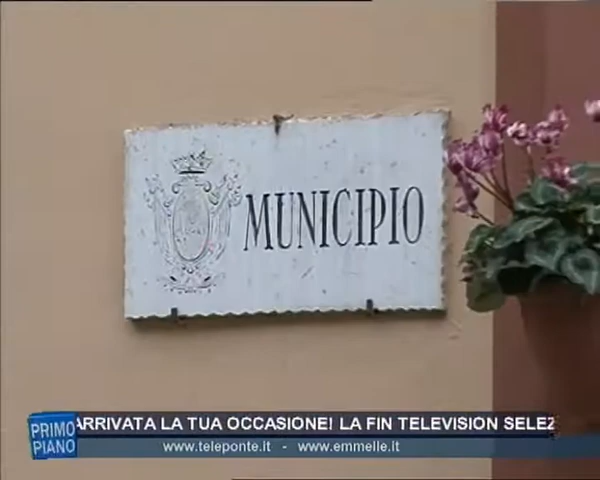 MUNICIPIO
PRIMO PIANO
ARRIVATA LA TUA OCCASIONE! LA FIN TELEVISION SELEZ
www.teleponte.it - www.emmelle.it